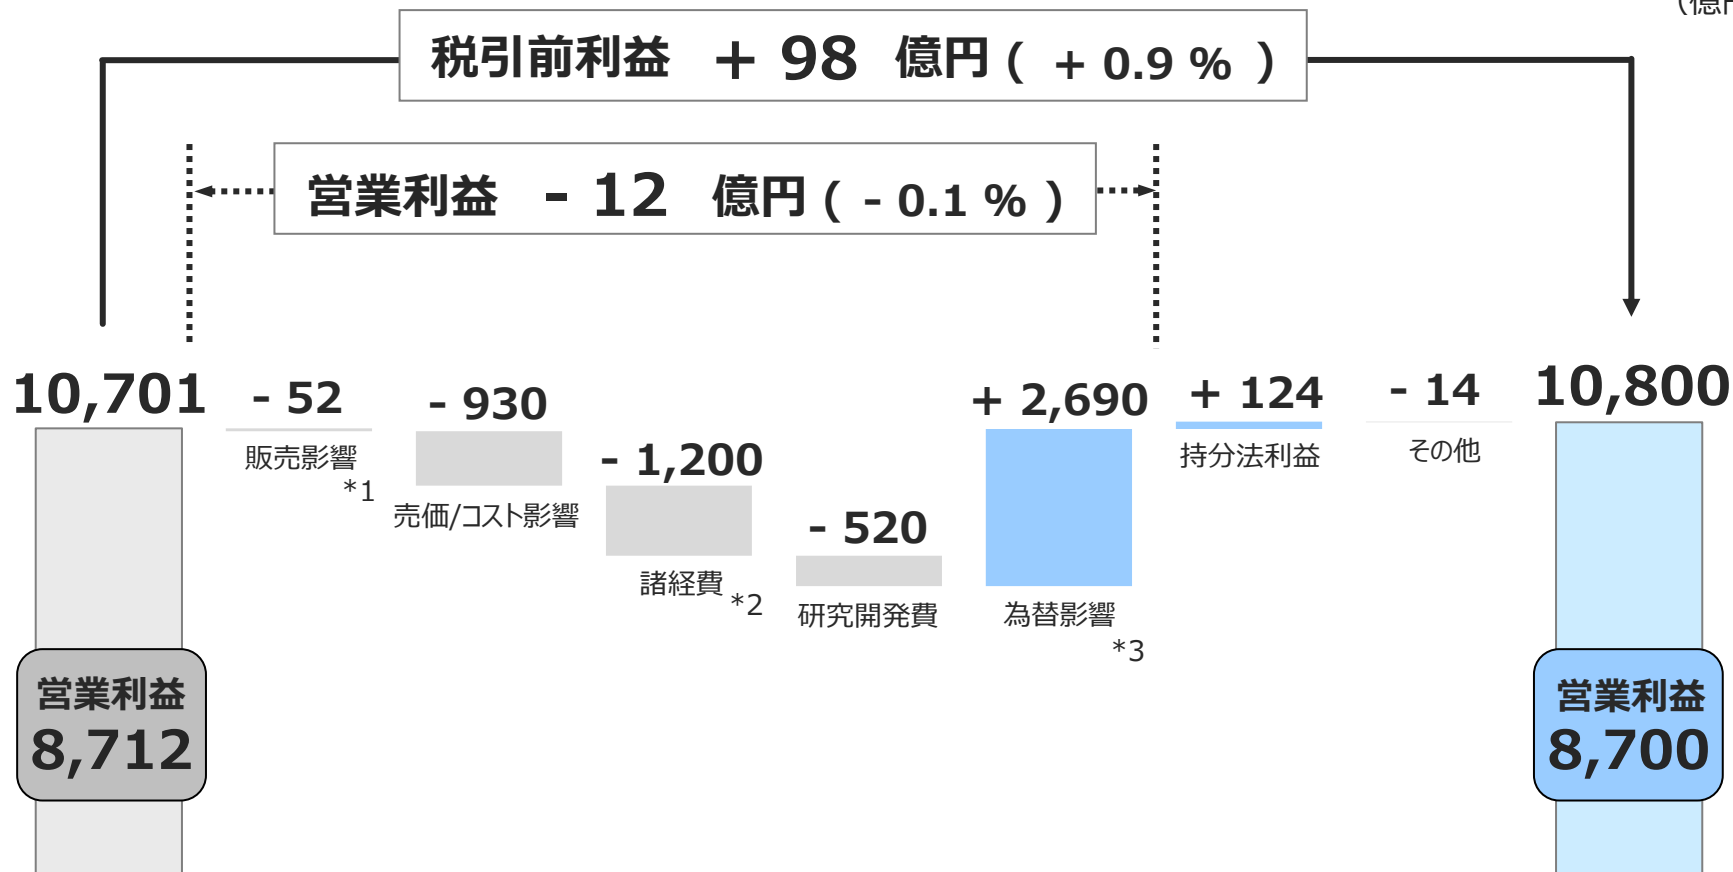 (億円
税引前利益 + 98 億円 ( + 0.9 % )
営業利益 - 12 億円 ( - 0.1 % )
10,701
- 52
販売影響
*1
- 930
売価/コスト影響
- 1,200
諸経費
*2
- 520
研究開発費
+ 2,690
為替影響
*3
+ 124
持分法利益
- 14
その他
10,800
営業利益
8,712
営業利益
8,700